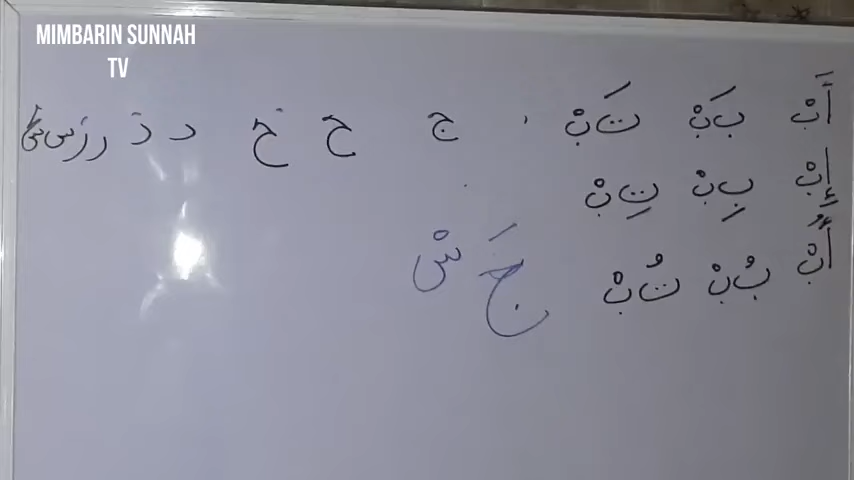 MIMBARIN SUNNAH
TV
أَبْ بَبْ تَبْ ج ح خ د ذ ر ز س ش
إِبْ بِبْ تِبْ
أُبْ بُبْ تُبْ
جَسْ